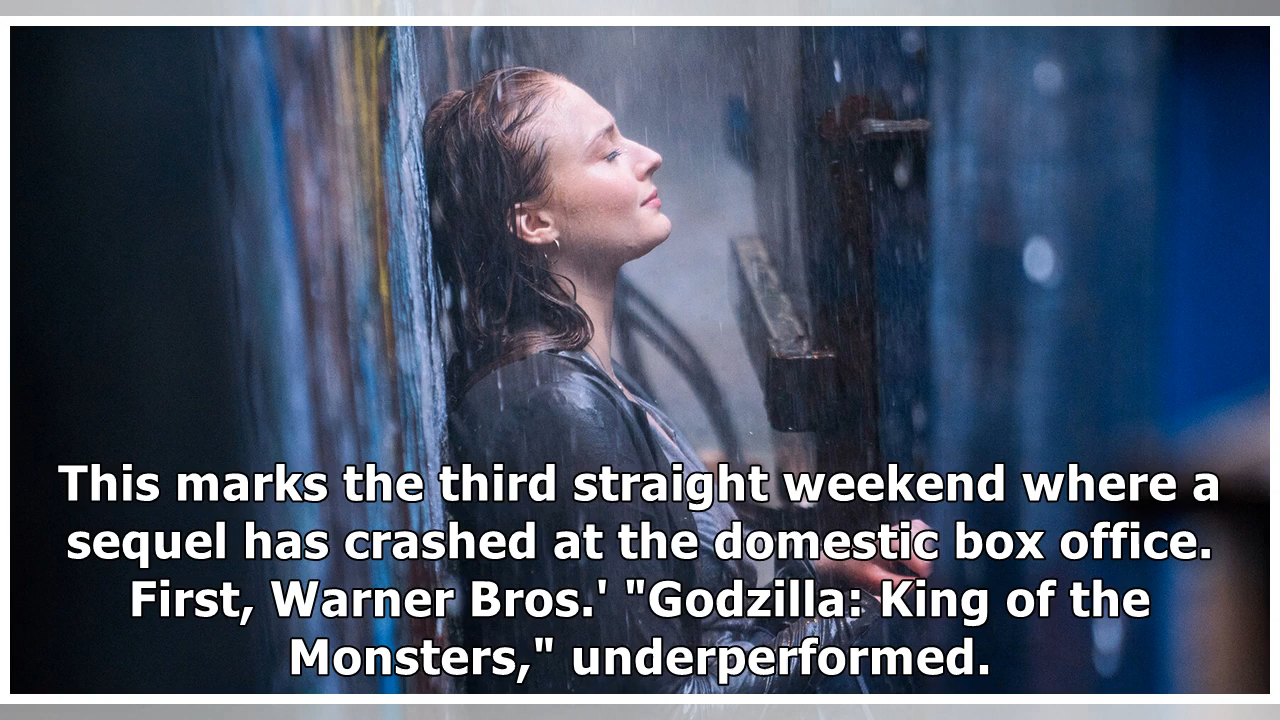 This marks the third straight weekend where a
sequel has crashed at the domestic box office.
First, Warner Bros.' "Godzilla: King of the
Monsters," underperformed.